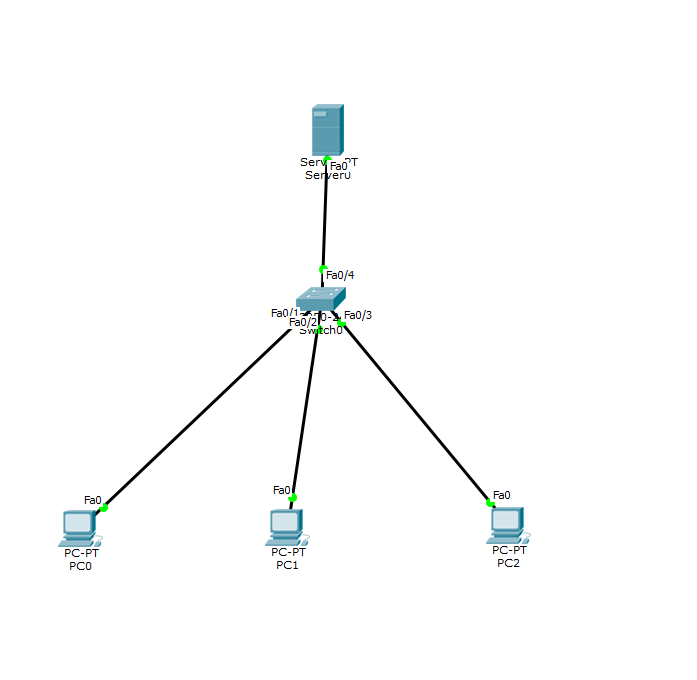 Fa0
Server0
Fa0/4
Fa0/1
Fa0/3
Fa0/2
Switch0
Fa0
Fa0
Fa0
PC-PT
PC0
PC-PT
PC1
PC-PT
PC2